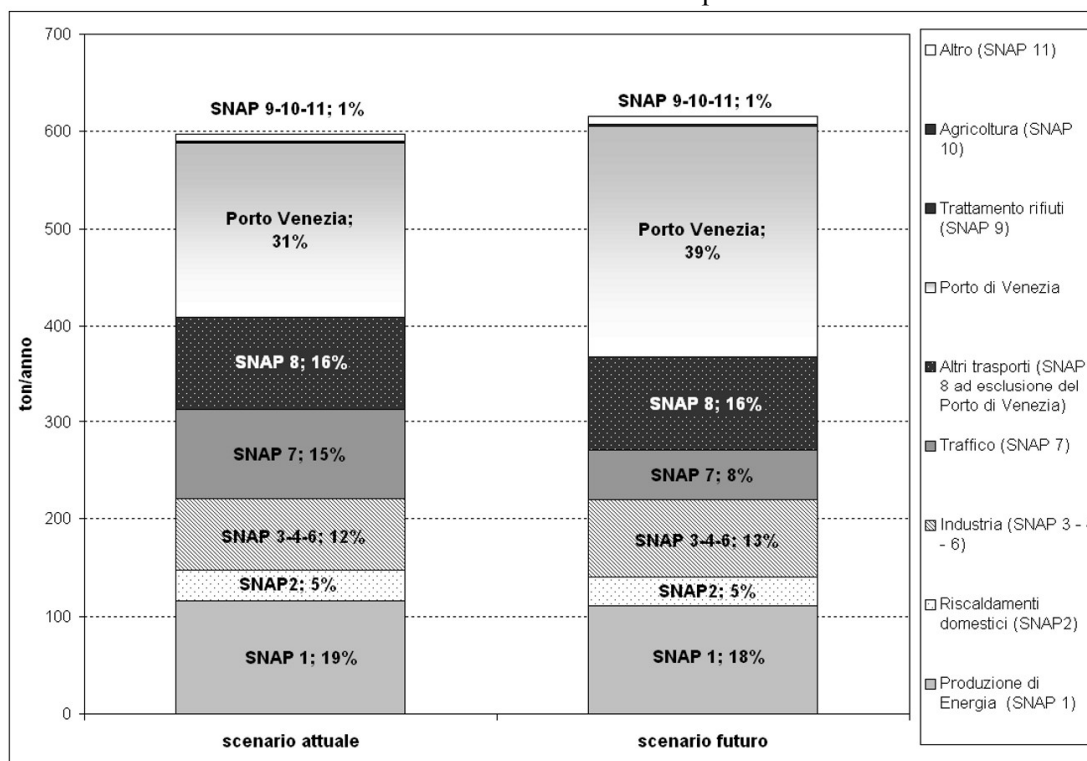 700
600
500
400
300
200
100
0
ton/anno
SNAP 9-10-11; 1%
Porto Venezia;
31%
SNAP 8; 16%
SNAP 7; 15%
SNAP 3-4-6; 12%
SNAP2; 5%
SNAP 1; 19%
scenario attuale
SNAP 9-10-11; 1%
Porto Venezia;
39%
SNAP 8; 16%
SNAP 7; 8%
SNAP 3-4-6; 13%
SNAP2; 5%
SNAP 1; 18%
scenario futuro
Altro (SNAP 11)
Agricoltura (SNAP
10)
Trattamento rifiuti
(SNAP 9)
Porto di Venezia
Altri trasporti (SNAP
8 ad esclusione del
Porto di Venezia)
Traffico (SNAP 7)
Industria (SNAP 3 -
- 6)
Riscaldamenti
domestici (SNAP2)
Produzione di
Energia (SNAP 1)